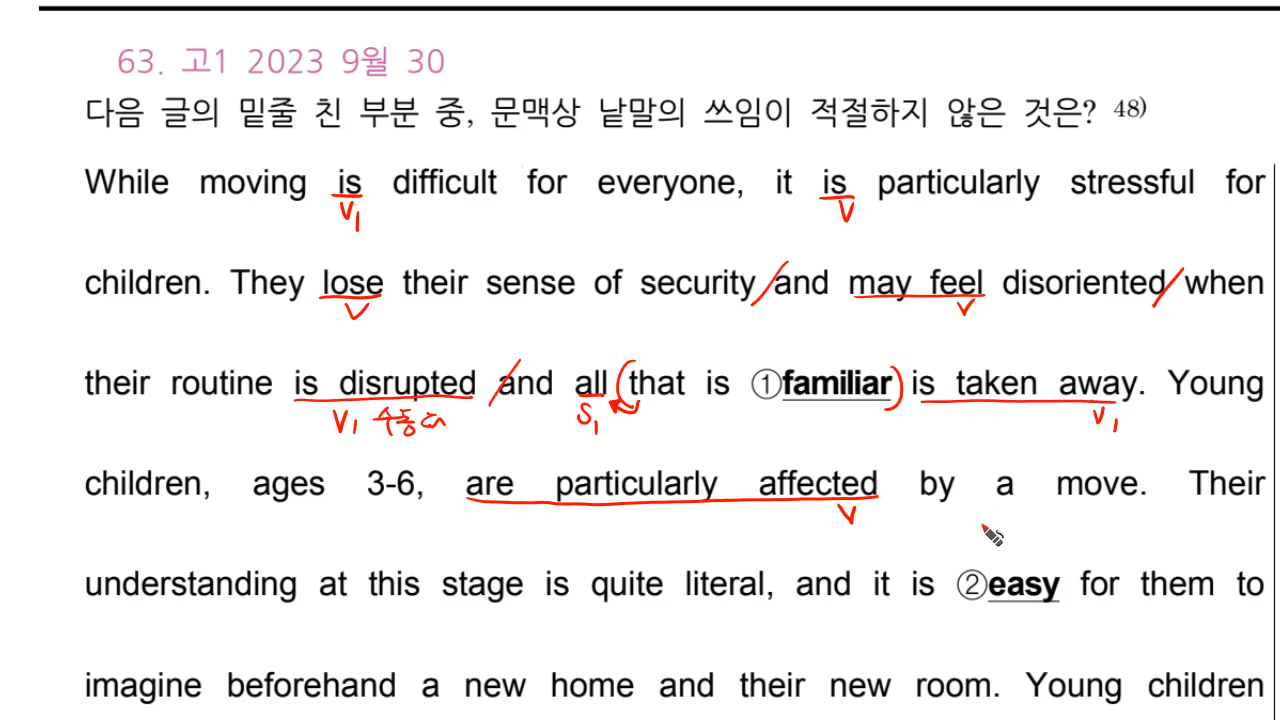 63. 고1 2023 9월 30
다음 글의 밑줄 친 부분 중, 문맥상 낱말의 쓰임이 적절하지 않은 것은? 48)
While moving is difficult for everyone, it is particularly stressful for
V1 V
children. They lose their sense of security and may feel disoriented when
V V
their routine is disrupted and all that is ①familiar is taken away. Young
V1 수동태 S1 V1
children, ages 3-6, are particularly affected by a move. Their
V
understanding at this stage is quite literal, and it is ②easy for them to
imagine beforehand a new home and their new room. Young children